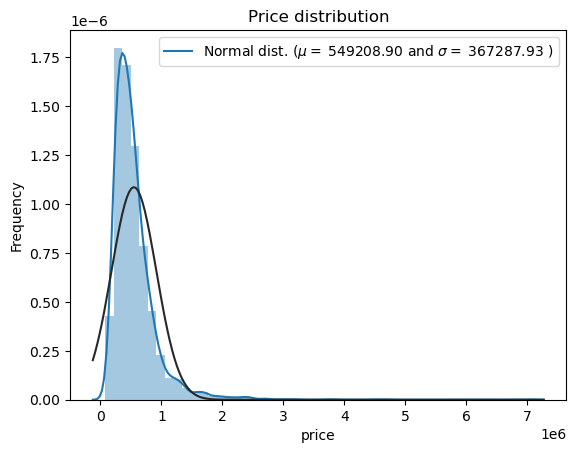 Price distribution
1e−6
Normal dist. (μ = 549208.90 and σ = 367287.93 )
1.75
1.50
1.25
1.00
0.75
0.50
0.25
0.00
Frequency
0 1 2 3 4 5 6 7
price
1e6